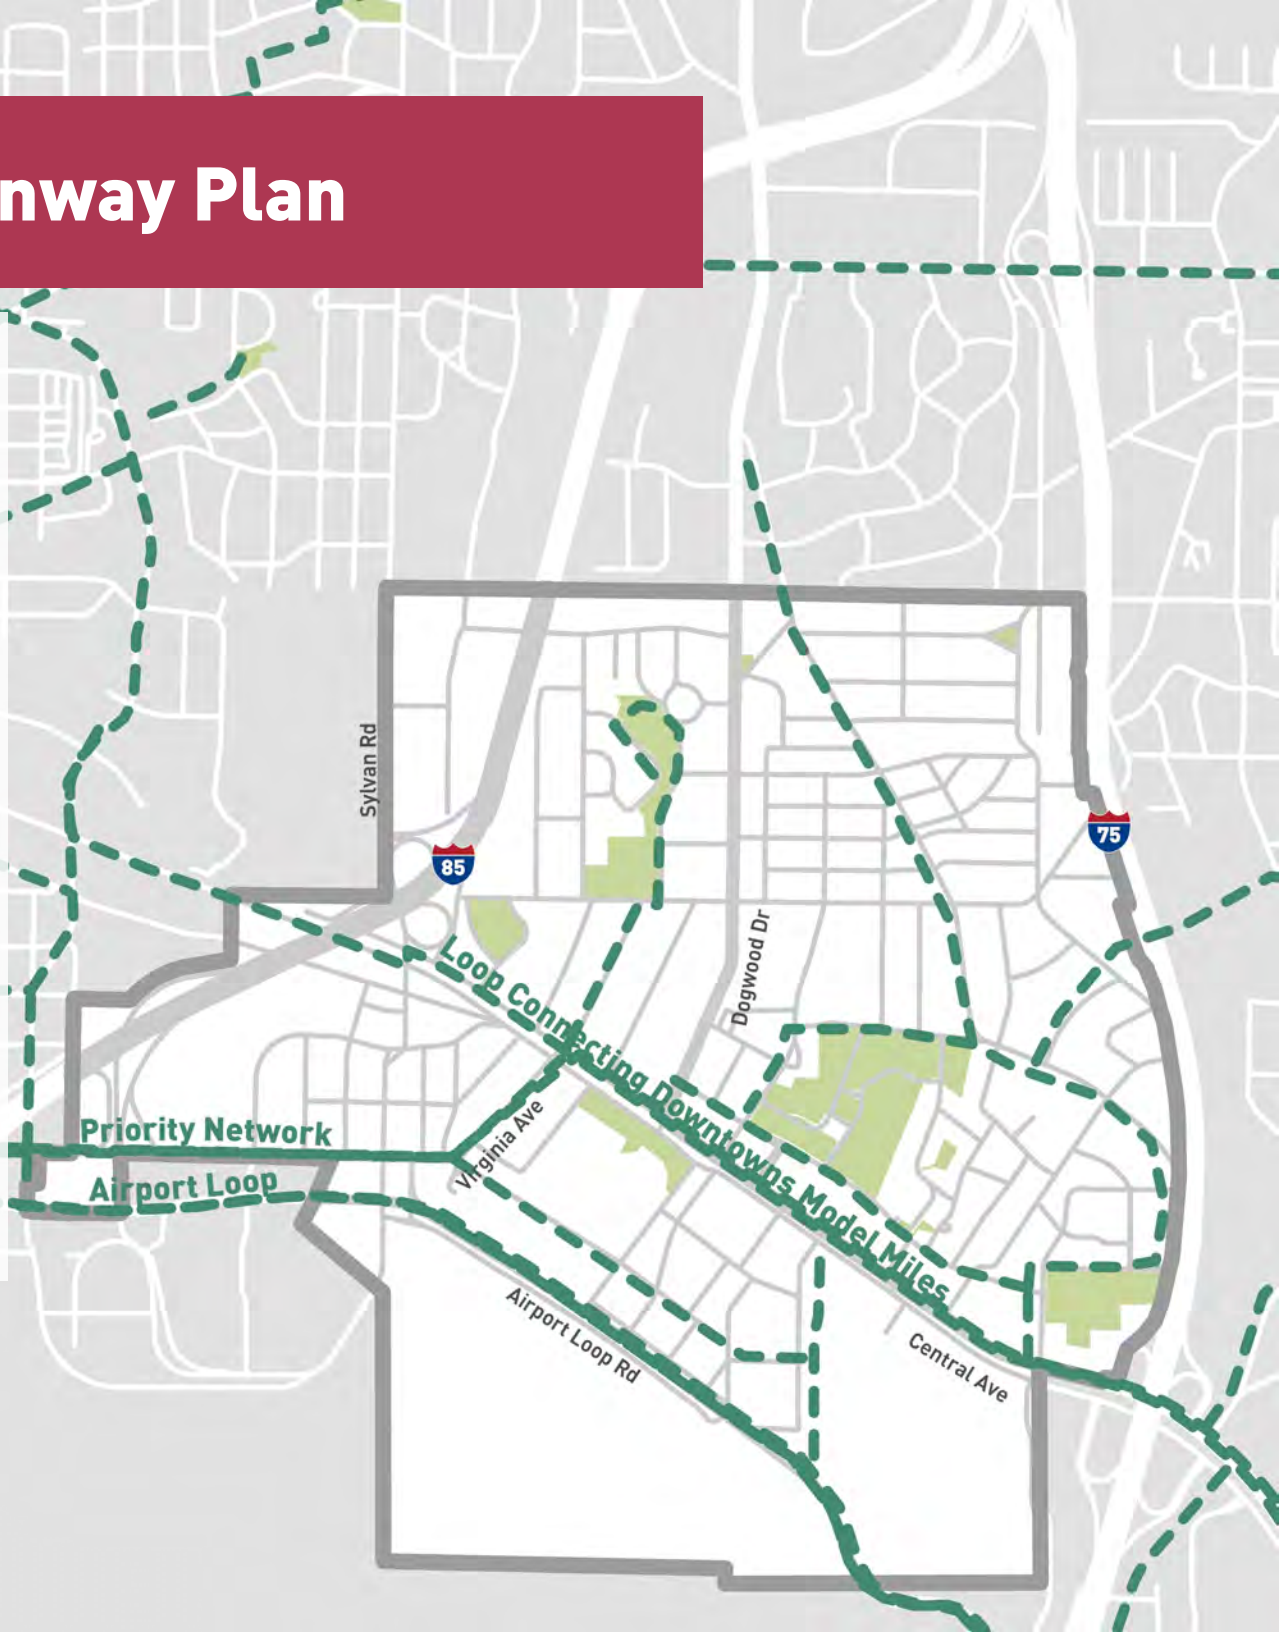 nway Plan
Sylvan Rd
75
85
Dogwood Dr
Loop Connecting Downtowns Model Miles
Priority Network
Virginia Ave
Airport Loop
Airport Loop Rd
Central Ave